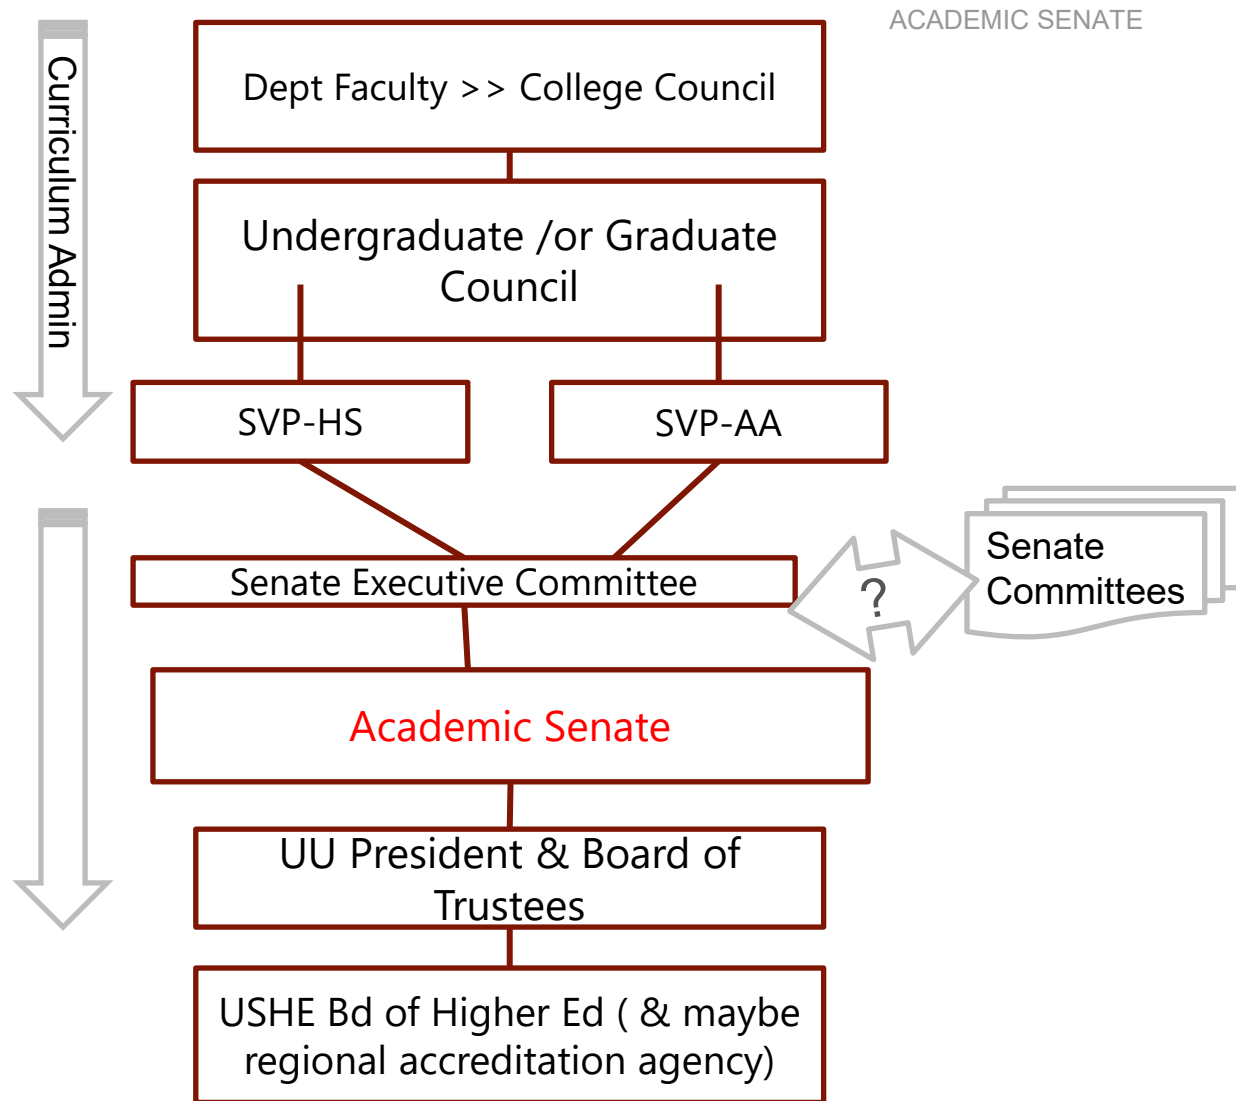 ACADEMIC SENATE
Curriculum Admin
Dept Faculty >> College Council
Undergraduate /or Graduate
Council
SVP-HS
SVP-AA
Senate Executive Committee
?
Senate
Committees
Academic Senate
UU President & Board of
Trustees
USHE Bd of Higher Ed ( & maybe
regional accreditation agency)